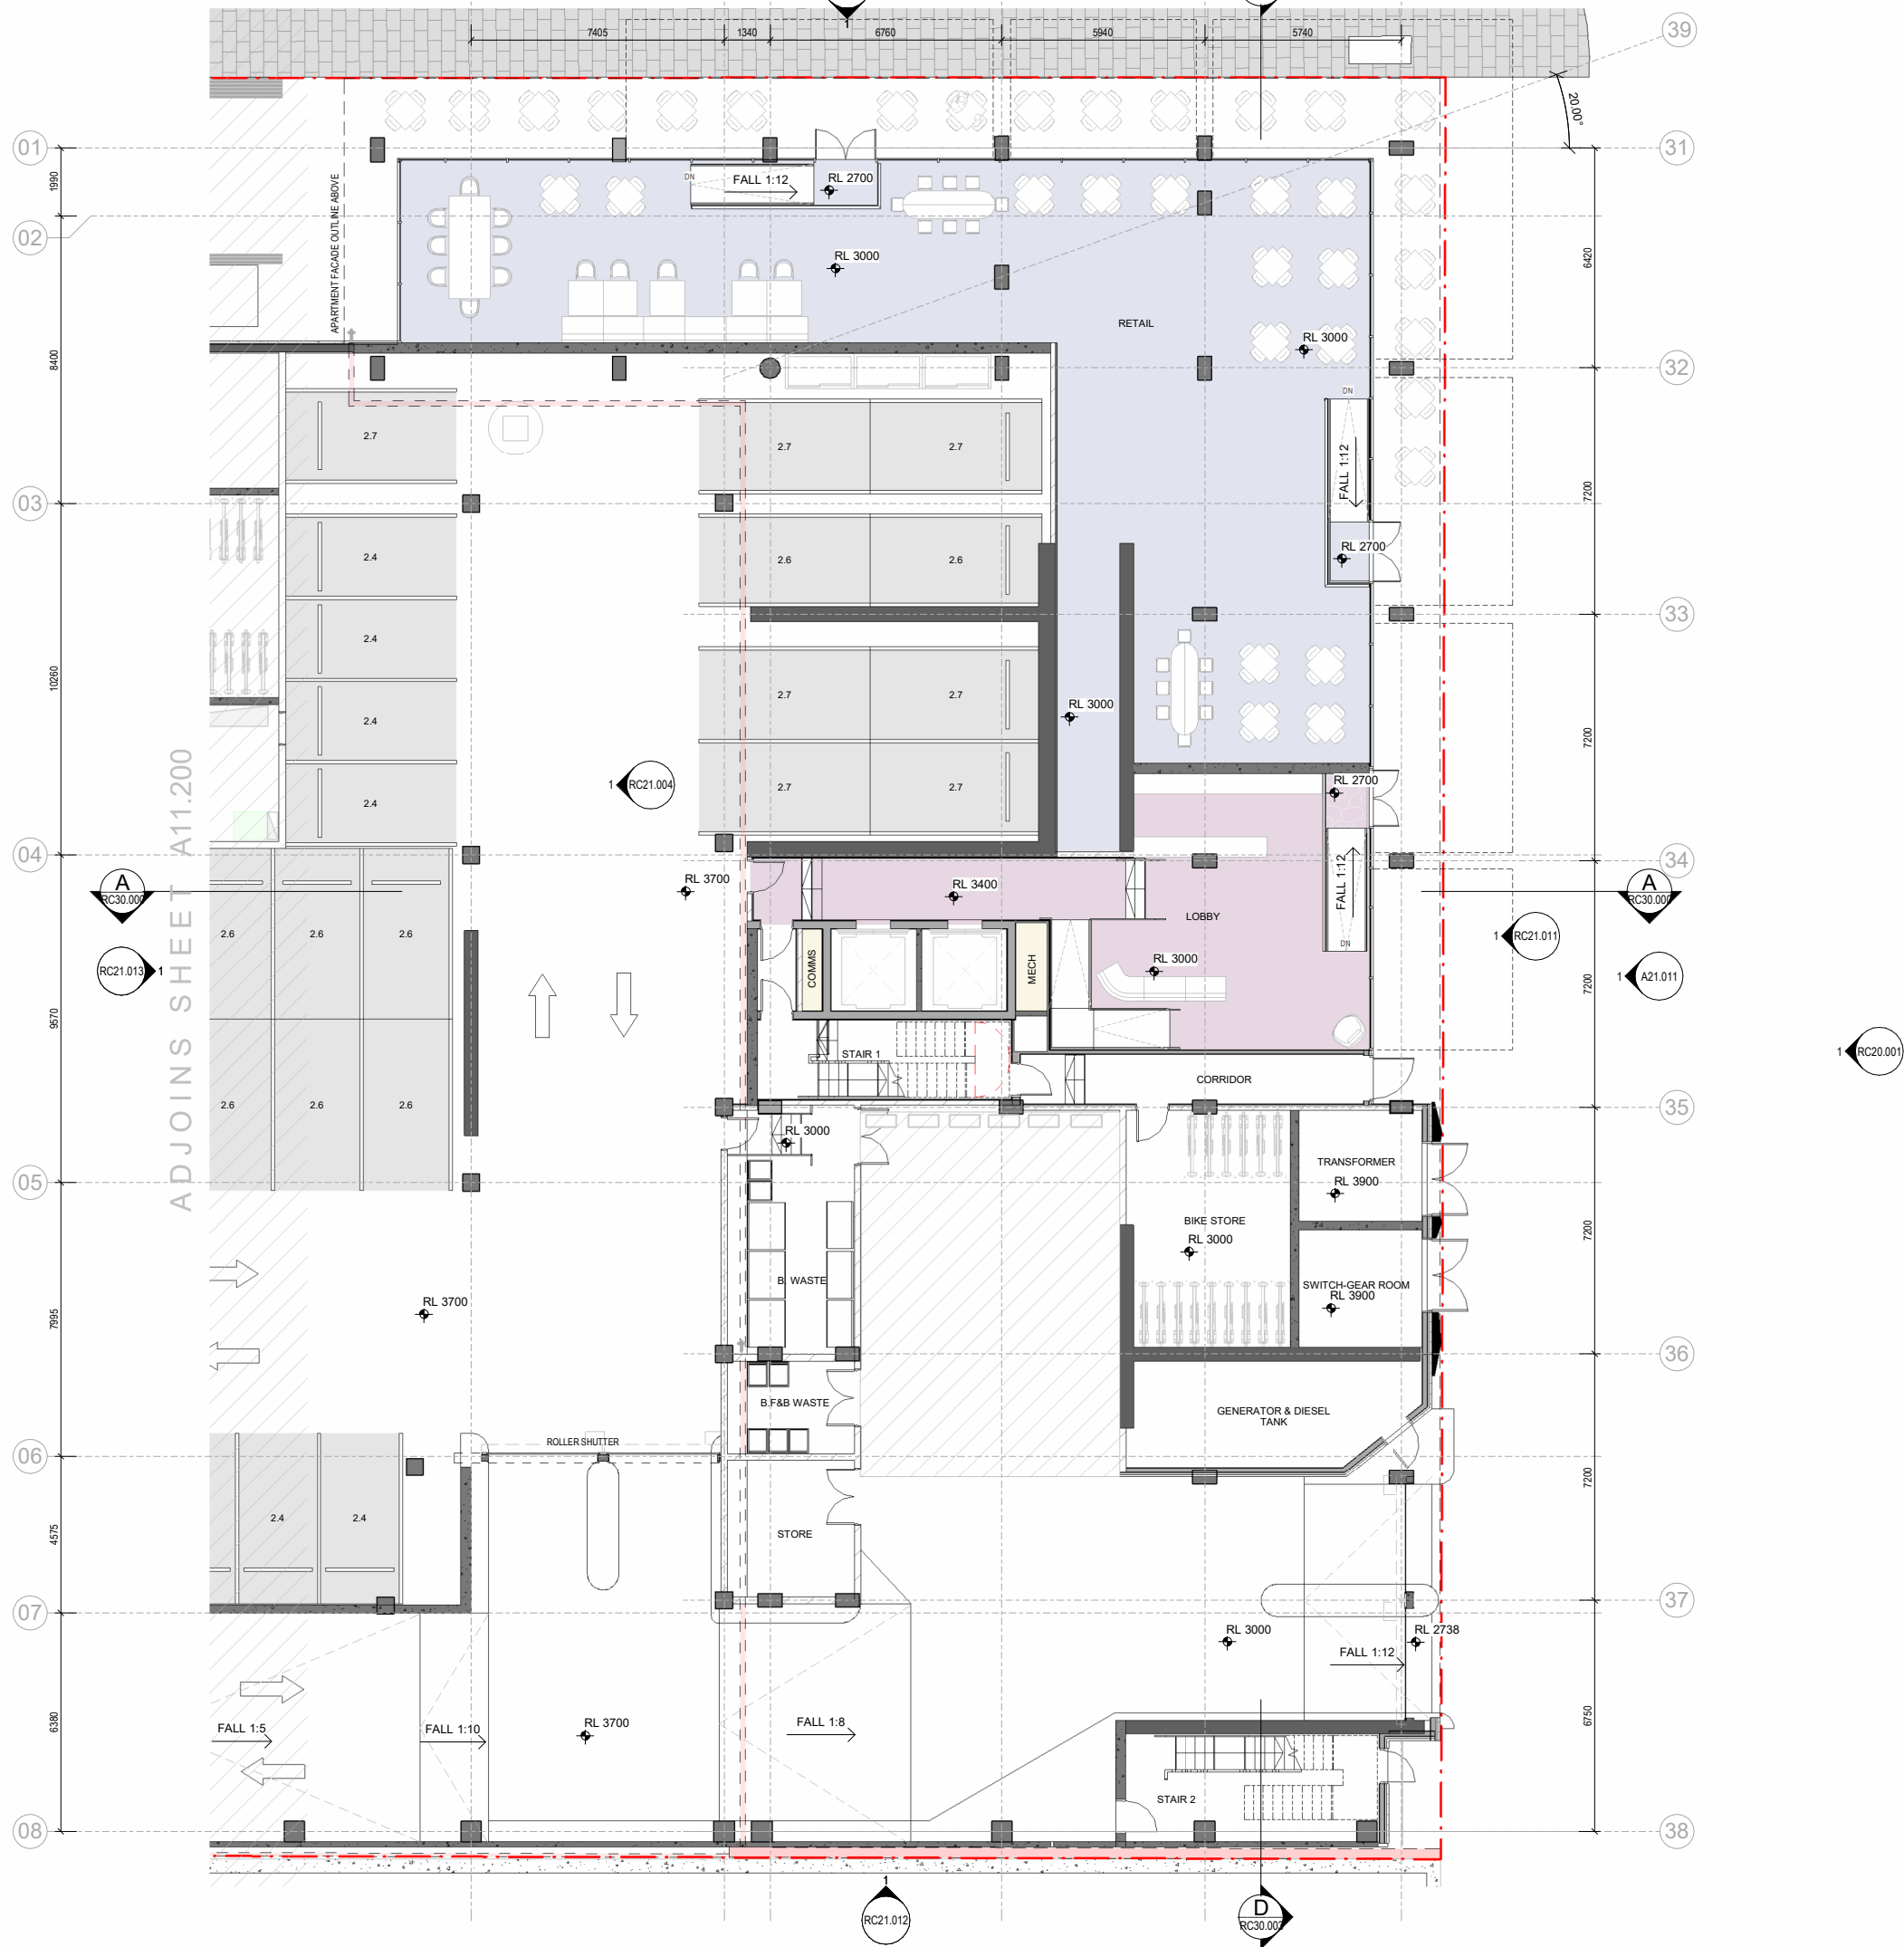 1
39
7405
1340
6760
5940
5740
20.00°
01
31
1990
02
DN
FALL 1:12
RL 2700
APARTMENT FACADE OUTLINE ABOVE
RL 3000
6420
RETAIL
RL 3000
8400
32
DN
2.7
2.7
2.7
FALL 1:12
7200
03
2.4
2.6
2.6
RL 2700
33
2.4
10260
2.7
2.7
RL 3000
2.4
7200
1
RC21.004
2.7
2.7
RL 2700
2.4
ADJOINS SHEET A11.200
04
34
A
RC30.000
RL 3700
RL 3400
FALL 1:12
A
RC30.000
LOBBY
2.6
2.6
2.6
1
RC21.011
DN
RC21.013
1
COMMS
MECH
RL 3000
1
A21.011
7200
9570
STAIR 1
1
RC20.001
CORRIDOR
2.6
2.6
2.6
35
RL 3000
TRANSFORMER
05
RL 3900
BIKE STORE
7200
RL 3000
B. WASTE
SWITCH-GEAR ROOM
RL 3900
RL 3700
7995
36
B.F&B WASTE
GENERATOR & DIESEL
TANK
ROLLER SHUTTER
06
7200
2.4
2.4
STORE
4575
07
37
RL 3000
RL 2738
FALL 1:12
6380
FALL 1:5
FALL 1:10
RL 3700
FALL 1:8
6750
STAIR 2
08
38
1
RC21.012
D